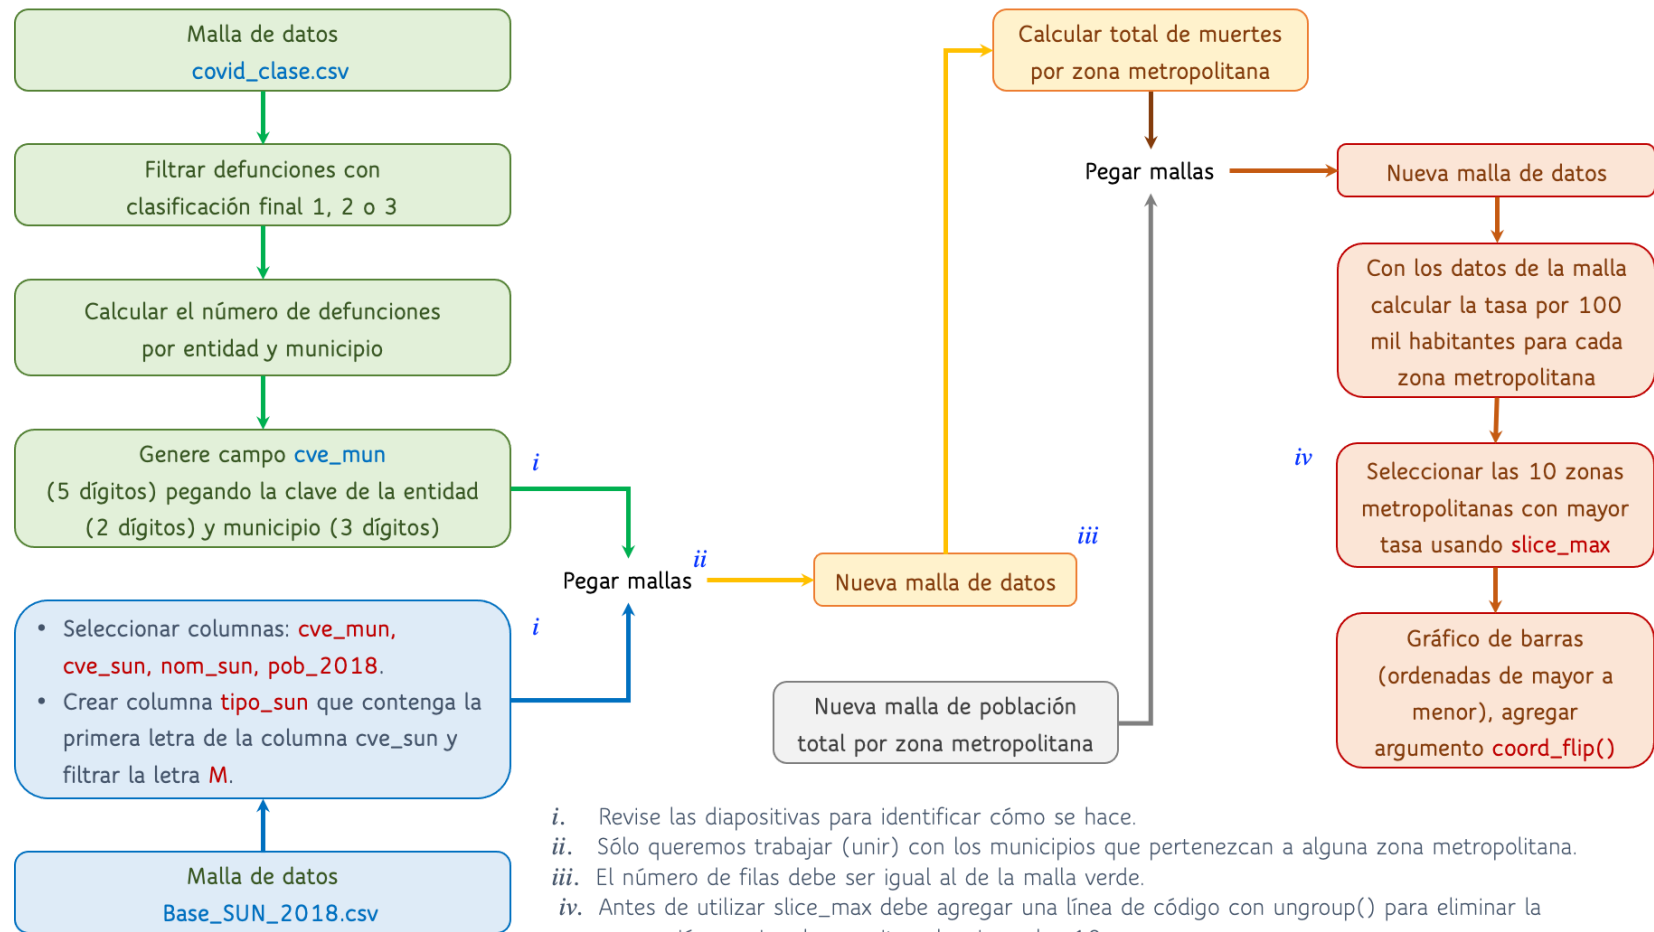 Malla de datos
covid_clase.csv
Filtrar defunciones con
clasificación final 1, 2 o 3
Calcular el número de defunciones
por entidad y municipio
Genere campo cve_mun
(5 dígitos) pegando la clave de la entidad
(2 dígitos) y municipio (3 dígitos)
i
• Seleccionar columnas: cve_mun,
cve_sun, nom_sun, pob_2018.
• Crear columna tipo_sun que contenga la
primera letra de la columna cve_sun y
filtrar la letra M.
i
Malla de datos
Base_SUN_2018.csv
Pegar mallas
ii
Nueva malla de datos
iii
Calcular total de muertes
por zona metropolitana
Pegar mallas
Nueva malla de población
total por zona metropolitana
Nueva malla de datos
Con los datos de la malla
calcular la tasa por 100
mil habitantes para cada
zona metropolitana
iv
Seleccionar las 10 zonas
metropolitanas con mayor
tasa usando slice_max
Gráfico de barras
(ordenadas de mayor a
menor), agregar
argumento coord_flip()
i. Revise las diapositivas para identificar cómo se hace.
ii. Sólo queremos trabajar (unir) con los municipios que pertenezcan a alguna zona metropolitana.
iii. El número de filas debe ser igual al de la malla verde.
iv. Antes de utilizar slice_max debe agregar una línea de código con ungroup() para eliminar la